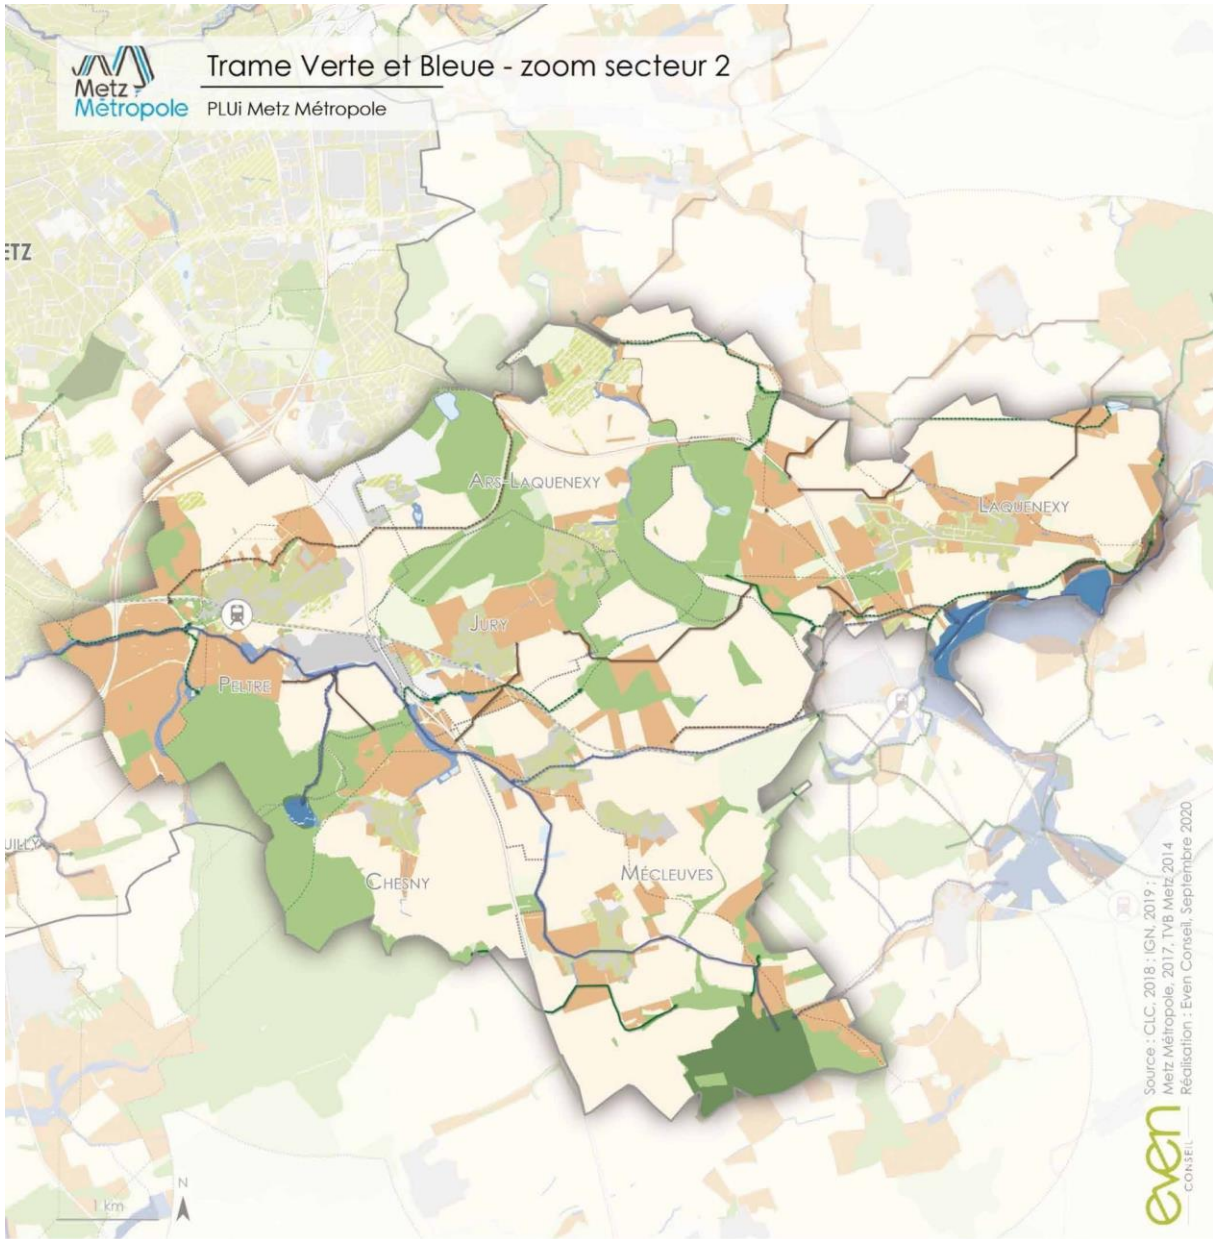 Metz
Métropole
Trame Verte et Bleue - zoom secteur 2
PLUi Metz Métropole
ETZ
ARS-LAQUENEXY
LAQUENEXY
JURY
PELTRE
UILLY
CHESNY
MÉCLEUVES
1 km
N
Source : CLC, 2018 ; IGN, 2019 ;
Metz Métropole, 2017, TVB Metz 2014
Réalisation : Even Conseil, Septembre 2020
even
CONSEIL